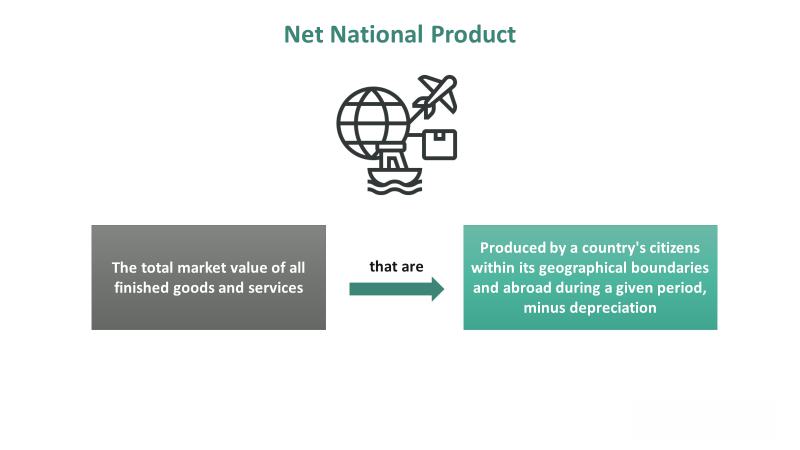 Net National Product
The total market value of all
finished goods and services
that are
Produced by a country's citizens
within its geographical boundaries
and abroad during a given period,
minus depreciation